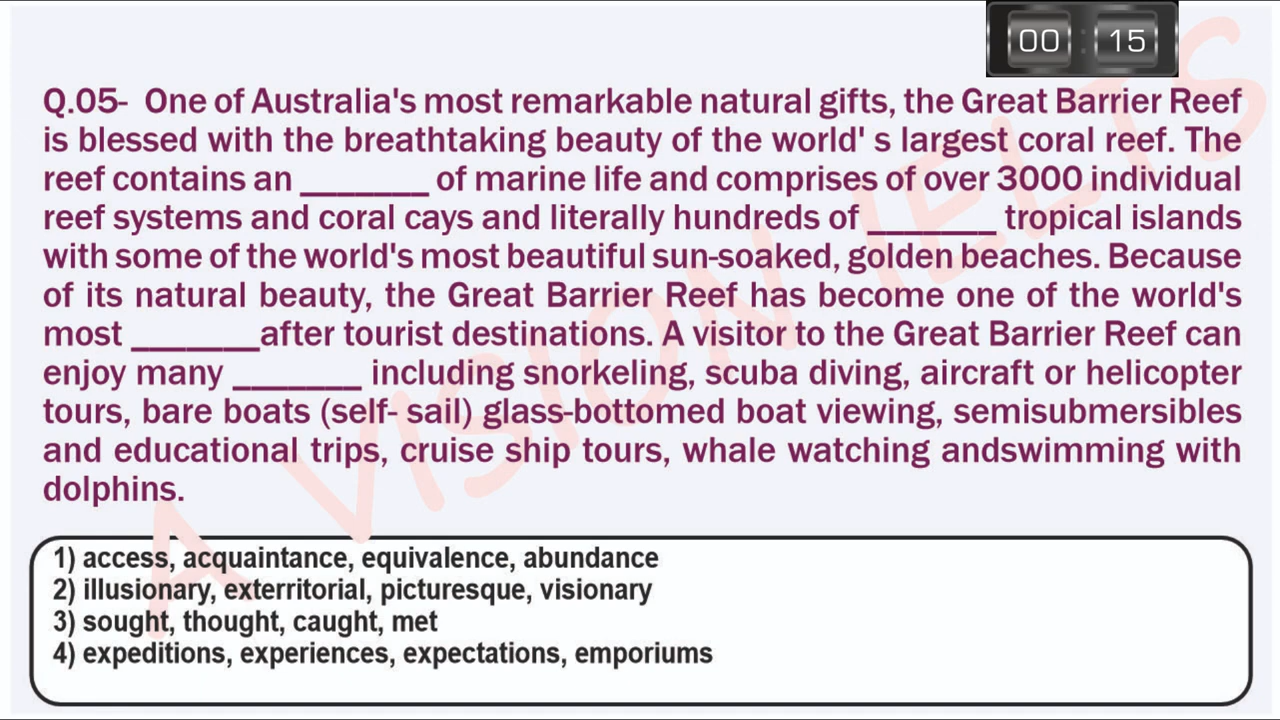 00 : 15
Q.05- One of Australia's most remarkable natural gifts, the Great Barrier Reef
is blessed with the breathtaking beauty of the world' s largest coral reef. The
reef contains an _______ of marine life and comprises of over 3000 individual
reef systems and coral cays and literally hundreds of _______ tropical islands
with some of the world's most beautiful sun-soaked, golden beaches. Because
of its natural beauty, the Great Barrier Reef has become one of the world's
most _______after tourist destinations. A visitor to the Great Barrier Reef can
enjoy many _______ including snorkeling, scuba diving, aircraft or helicopter
tours, bare boats (self- sail) glass-bottomed boat viewing, semisubmersibles
and educational trips, cruise ship tours, whale watching andswimming with
dolphins.
1) access, acquaintance, equivalence, abundance
2) illusionary, exterritorial, picturesque, visionary
3) sought, thought, caught, met
4) expeditions, experiences, expectations, emporiums
A VISION IELTS